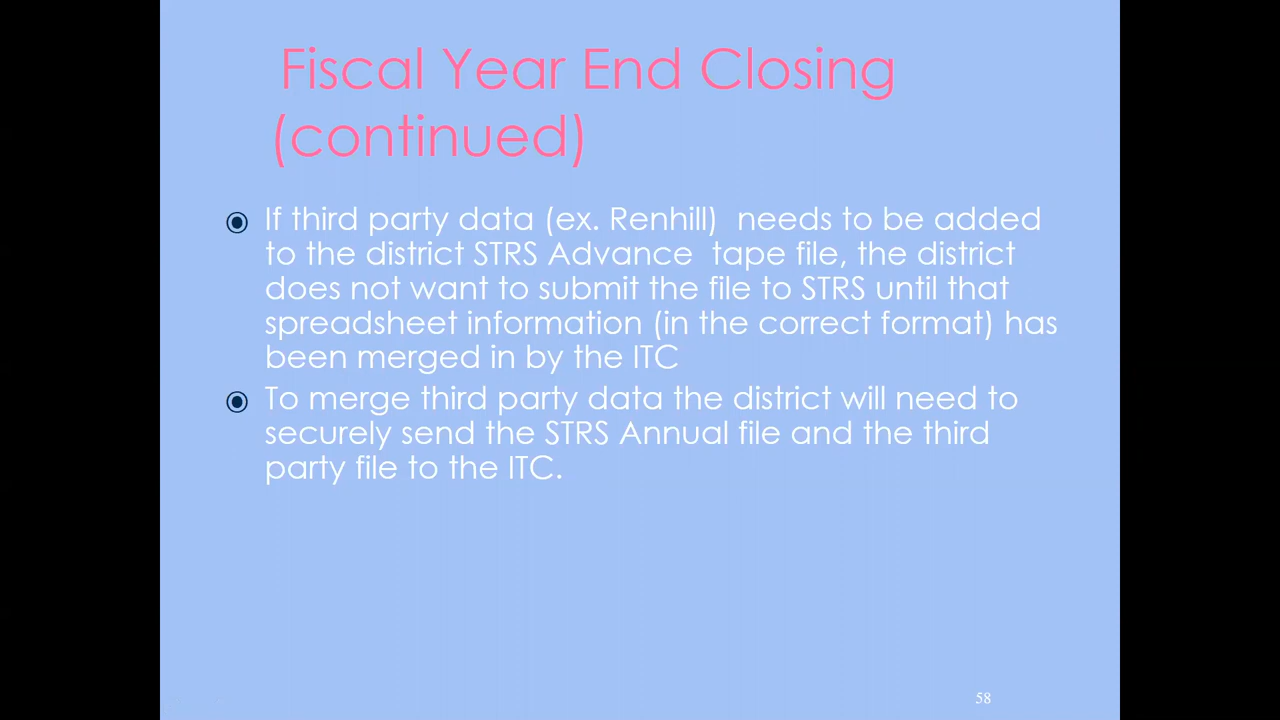 Fiscal Year End Closing
(continued)
If third party data (ex. Renhill)  needs to be added
to the district STRS Advance  tape file, the district
does not want to submit the file to STRS until that
spreadsheet information (in the correct format) has
been merged in by the ITC
To merge third party data the district will need to
securely send the STRS Annual file and the third
party file to the ITC.
58